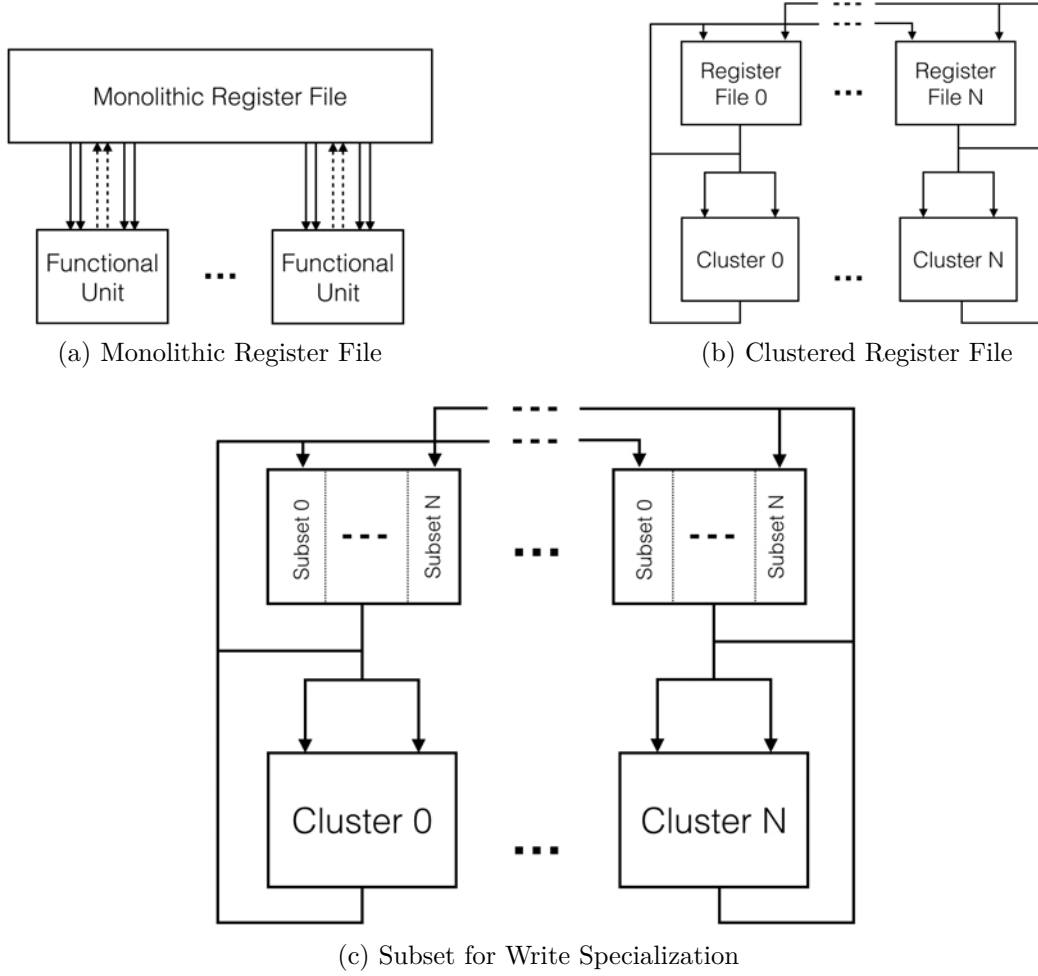 Monolithic Register File
Functional
Unit
Functional
Unit
(a) Monolithic Register File
Register
File 0
Register
File N
Cluster 0
Cluster N
(b) Clustered Register File
Subset 0
Subset N
Subset 0
Subset N
Cluster 0
Cluster N
(c) Subset for Write Specialization